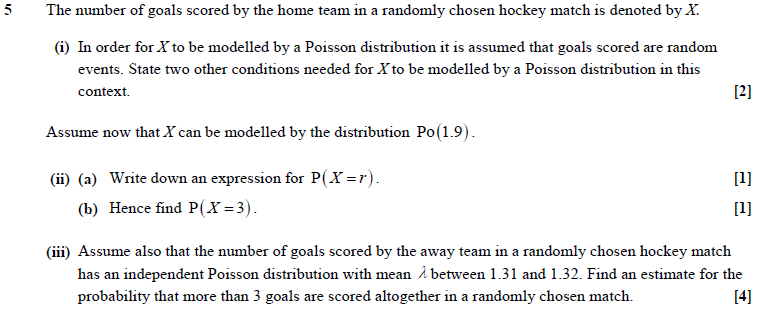 5 The number of goals scored by the home team in a randomly chosen hockey match is denoted by X.
(i) In order for X to be modelled by a Poisson distribution it is assumed that goals scored are random
events. State two other conditions needed for X to be modelled by a Poisson distribution in this
context. [2]
Assume now that X can be modelled by the distribution Po(1.9).
(ii) (a) Write down an expression for P(X = r). [1]
(b) Hence find P(X = 3). [1]
(iii) Assume also that the number of goals scored by the away team in a randomly chosen hockey match
has an independent Poisson distribution with mean λ between 1.31 and 1.32. Find an estimate for the
probability that more than 3 goals are scored altogether in a randomly chosen match. [4]